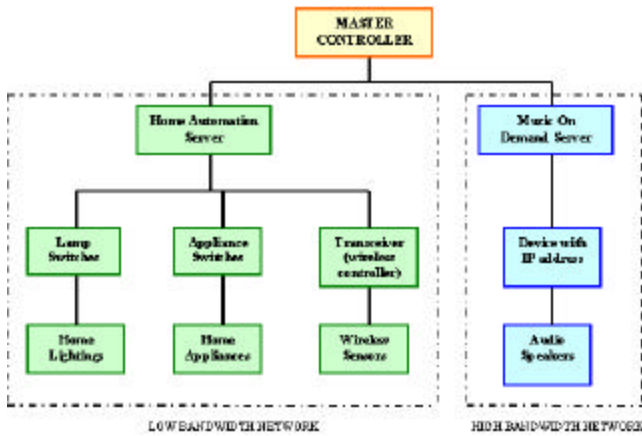 MASTER
CONTROLLER
Home Automation
Server
Music On
Demand Server
Lamp
Switches
Appliance
Switches
Transceiver
(wireless
controller)
Device with
IP address
Home
Lightings
Home
Appliances
Wireless
Sensors
Audio
Speakers
LOW BANDWIDTH NETWORK
HIGH BANDWIDTH NETWORK